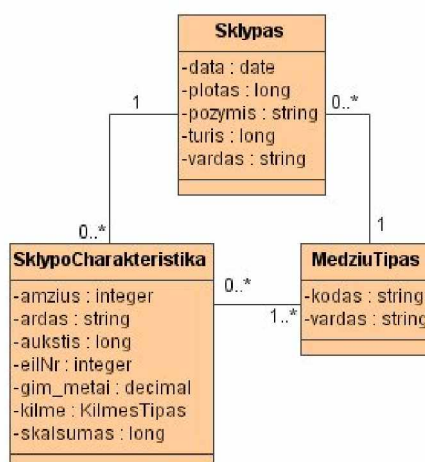 Sklypas
-data : date
-plotas : long
-pozymis : string
-turis : long
-vardas : string
1
0..*
0..*
1
SklypoCharakteristika
-amzius : integer
-ardas : string
-aukstis : long
-eilNr : integer
-gim_metai : decimal
-kilme : KilmesTipas
-skalsumas : long
0..*
1..*
MedziuTipas
-kodas : string
-vardas : string